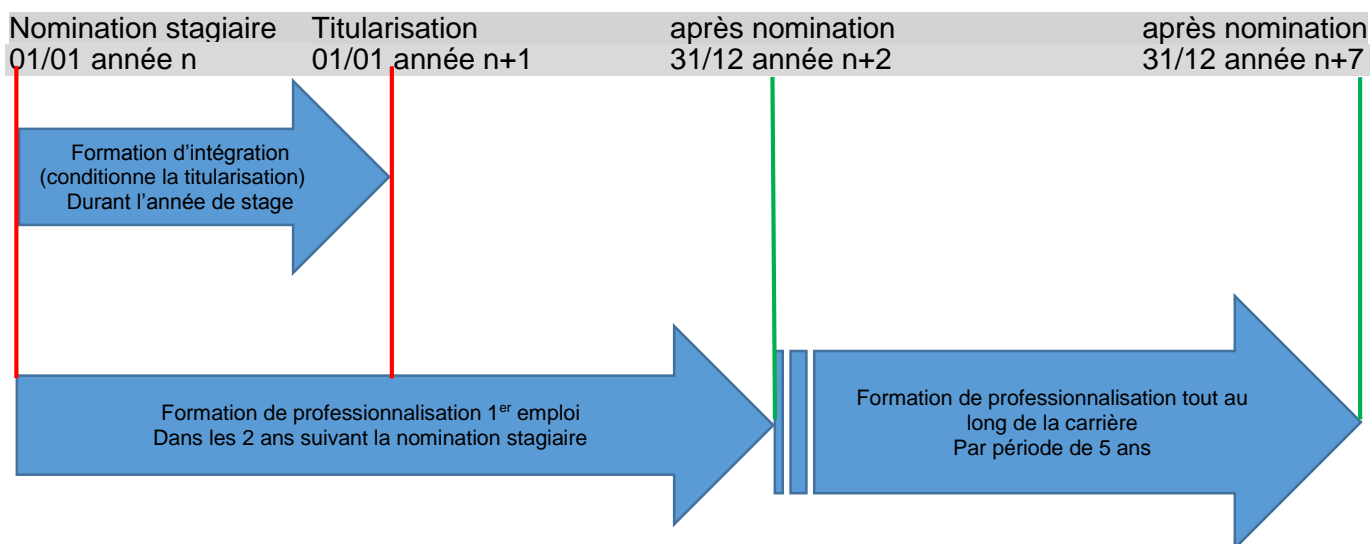 Nomination stagiaire Titularisation après nomination après nomination
01/01 année n 01/01 année n+1 31/12 année n+2 31/12 année n+7
Formation d’intégration
(conditionne la titularisation)
Durant l’année de stage
Formation de professionnalisation 1er emploi
Dans les 2 ans suivant la nomination stagiaire
Formation de professionnalisation tout au
long de la carrière
Par période de 5 ans